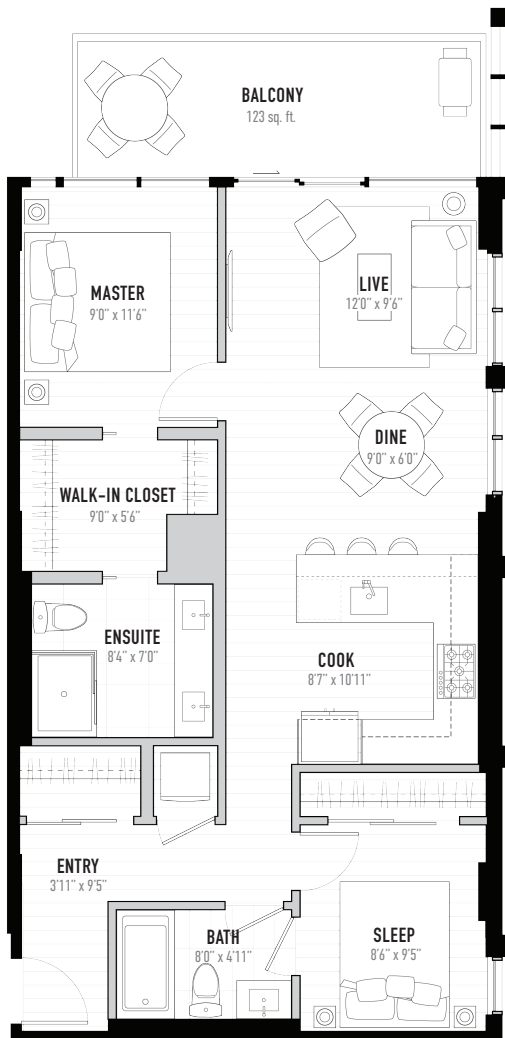 BALCONY
123 sq. ft.
MASTER
9'0" x 11'6"
LIVE
12'0" x 9'6"
DINE
9'0" x 6'0"
WALK-IN CLOSET
9'0" x 5'6"
ENSUITE
8'4" x 7'0"
COOK
8'7" x 10'11"
ENTRY
3'11" x 9'5"
BATH
8'0" x 4'11"
SLEEP
8'6" x 9'5"